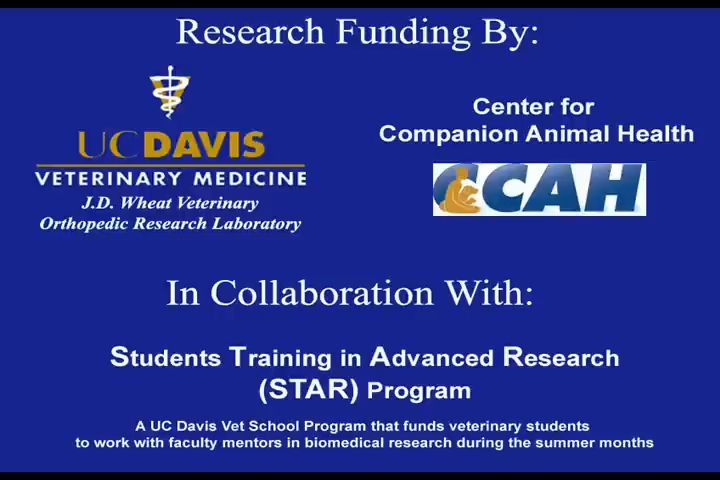 Research Funding By:
UCDAVIS
VETERINARY MEDICINE
J.D. Wheat Veterinary
Orthopedic Research Laboratory
Center for
Companion Animal Health
CCAH
In Collaboration With:
Students Training in Advanced Research
(STAR) Program
A UC Davis Vet School Program that funds veterinary students
to work with faculty mentors in biomedical research during the summer months